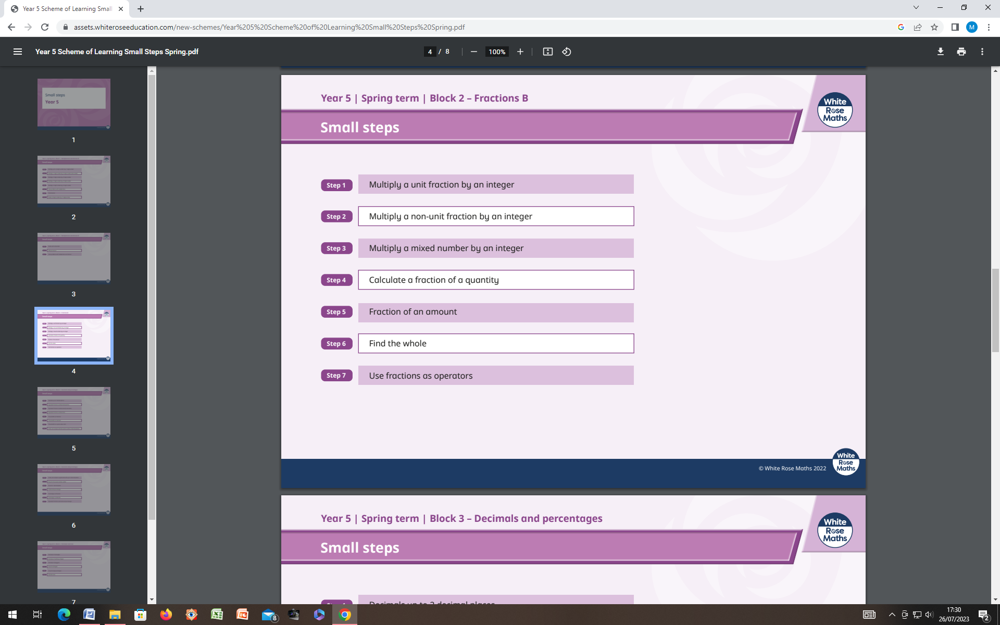 Year 5 Scheme of Learning Small
assets.whiteroseeducation.com/new-schemes/Year%205%20Scheme%20of%20Learning%20Small%20Steps%20Spring.pdf
M
Year 5 Scheme of Learning Small Steps Spring.pdf
4 / 8
100%
Small steps
Year 5
1
2
3
4
5
6
7
Year 5 | Spring term | Block 2 – Fractions B
Small steps
White
Rose
Maths
Step 1 Multiply a unit fraction by an integer
Step 2 Multiply a non-unit fraction by an integer
Step 3 Multiply a mixed number by an integer
Step 4 Calculate a fraction of a quantity
Step 5 Fraction of an amount
Step 6 Find the whole
Step 7 Use fractions as operators
© White Rose Maths 2022
White
Rose
Maths
Year 5 | Spring term | Block 3 – Decimals and percentages
Small steps
White
Rose
Maths
Decimals up to 2 decimal places
8
17:30
26/07/2023
2